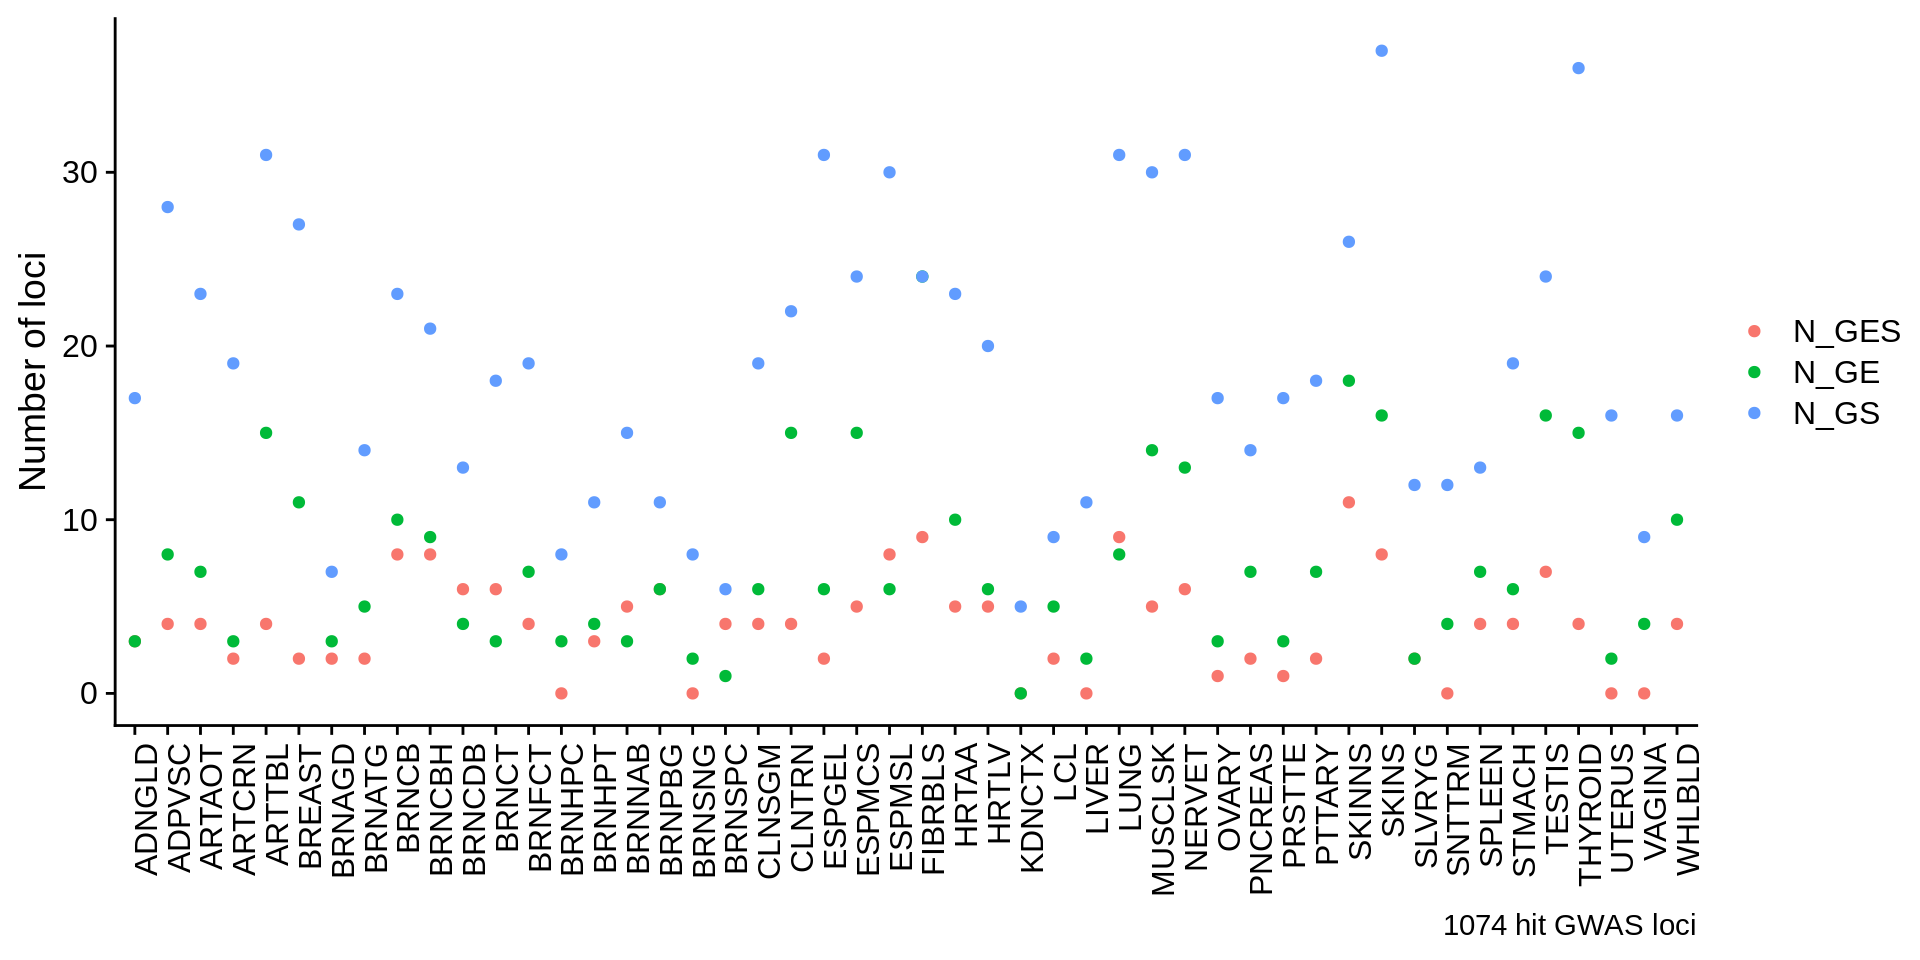 Number of loci
30
20
10
0
ADNGLD
ADPVSC
ARTAOT
ARTCRN
ARTTBL
BREAST
BRNAGD
BRNATG
BRNCB
BRNCBH
BRNCDB
BRNCT
BRNFCT
BRNHPC
BRNHPT
BRNNAB
BRNPBG
BRNSNG
BRNSPC
CLNSGM
CLNTRN
ESPGEL
ESPMCS
ESPMSL
FIBRBLS
HRTAA
HRTLV
KDNCTX
LCL
LIVER
LUNG
MUSCLSK
NERVET
OVARY
PNCREAS
PRSTTE
PTTARY
SKINNS
SKINS
SLVRYG
SNTTRM
SPLEEN
STMACH
TESTIS
THYROID
UTERUS
VAGINA
WHLBLD
N_GES
N_GE
N_GS
1074 hit GWAS loci